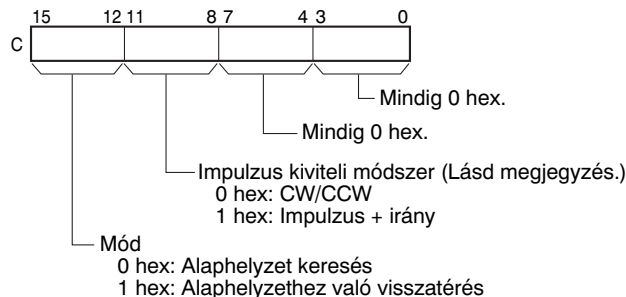 15 12 11 8 7 4 3 0
C
Mindig 0 hex.
Mindig 0 hex.
Impulzus kiviteli módszer (Lásd megjegyzés.)
0 hex: CW/CCW
1 hex: Impulzus + irány
Mód
0 hex: Alaphelyzet keresés
1 hex: Alaphelyzethez való visszatérés